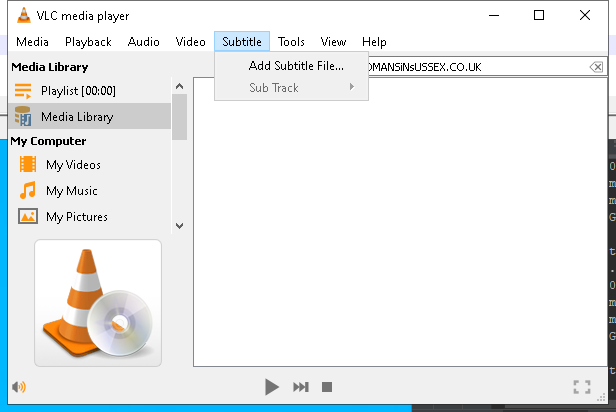 VLC media player
Media Playback Audio Video Subtitle Tools View Help
Media Library
Playlist [00:00]
Media Library
My Computer
My Videos
My Music
My Pictures
Add Subtitle File...
Sub Track
OMANSiNsUSSEX.CO.UK